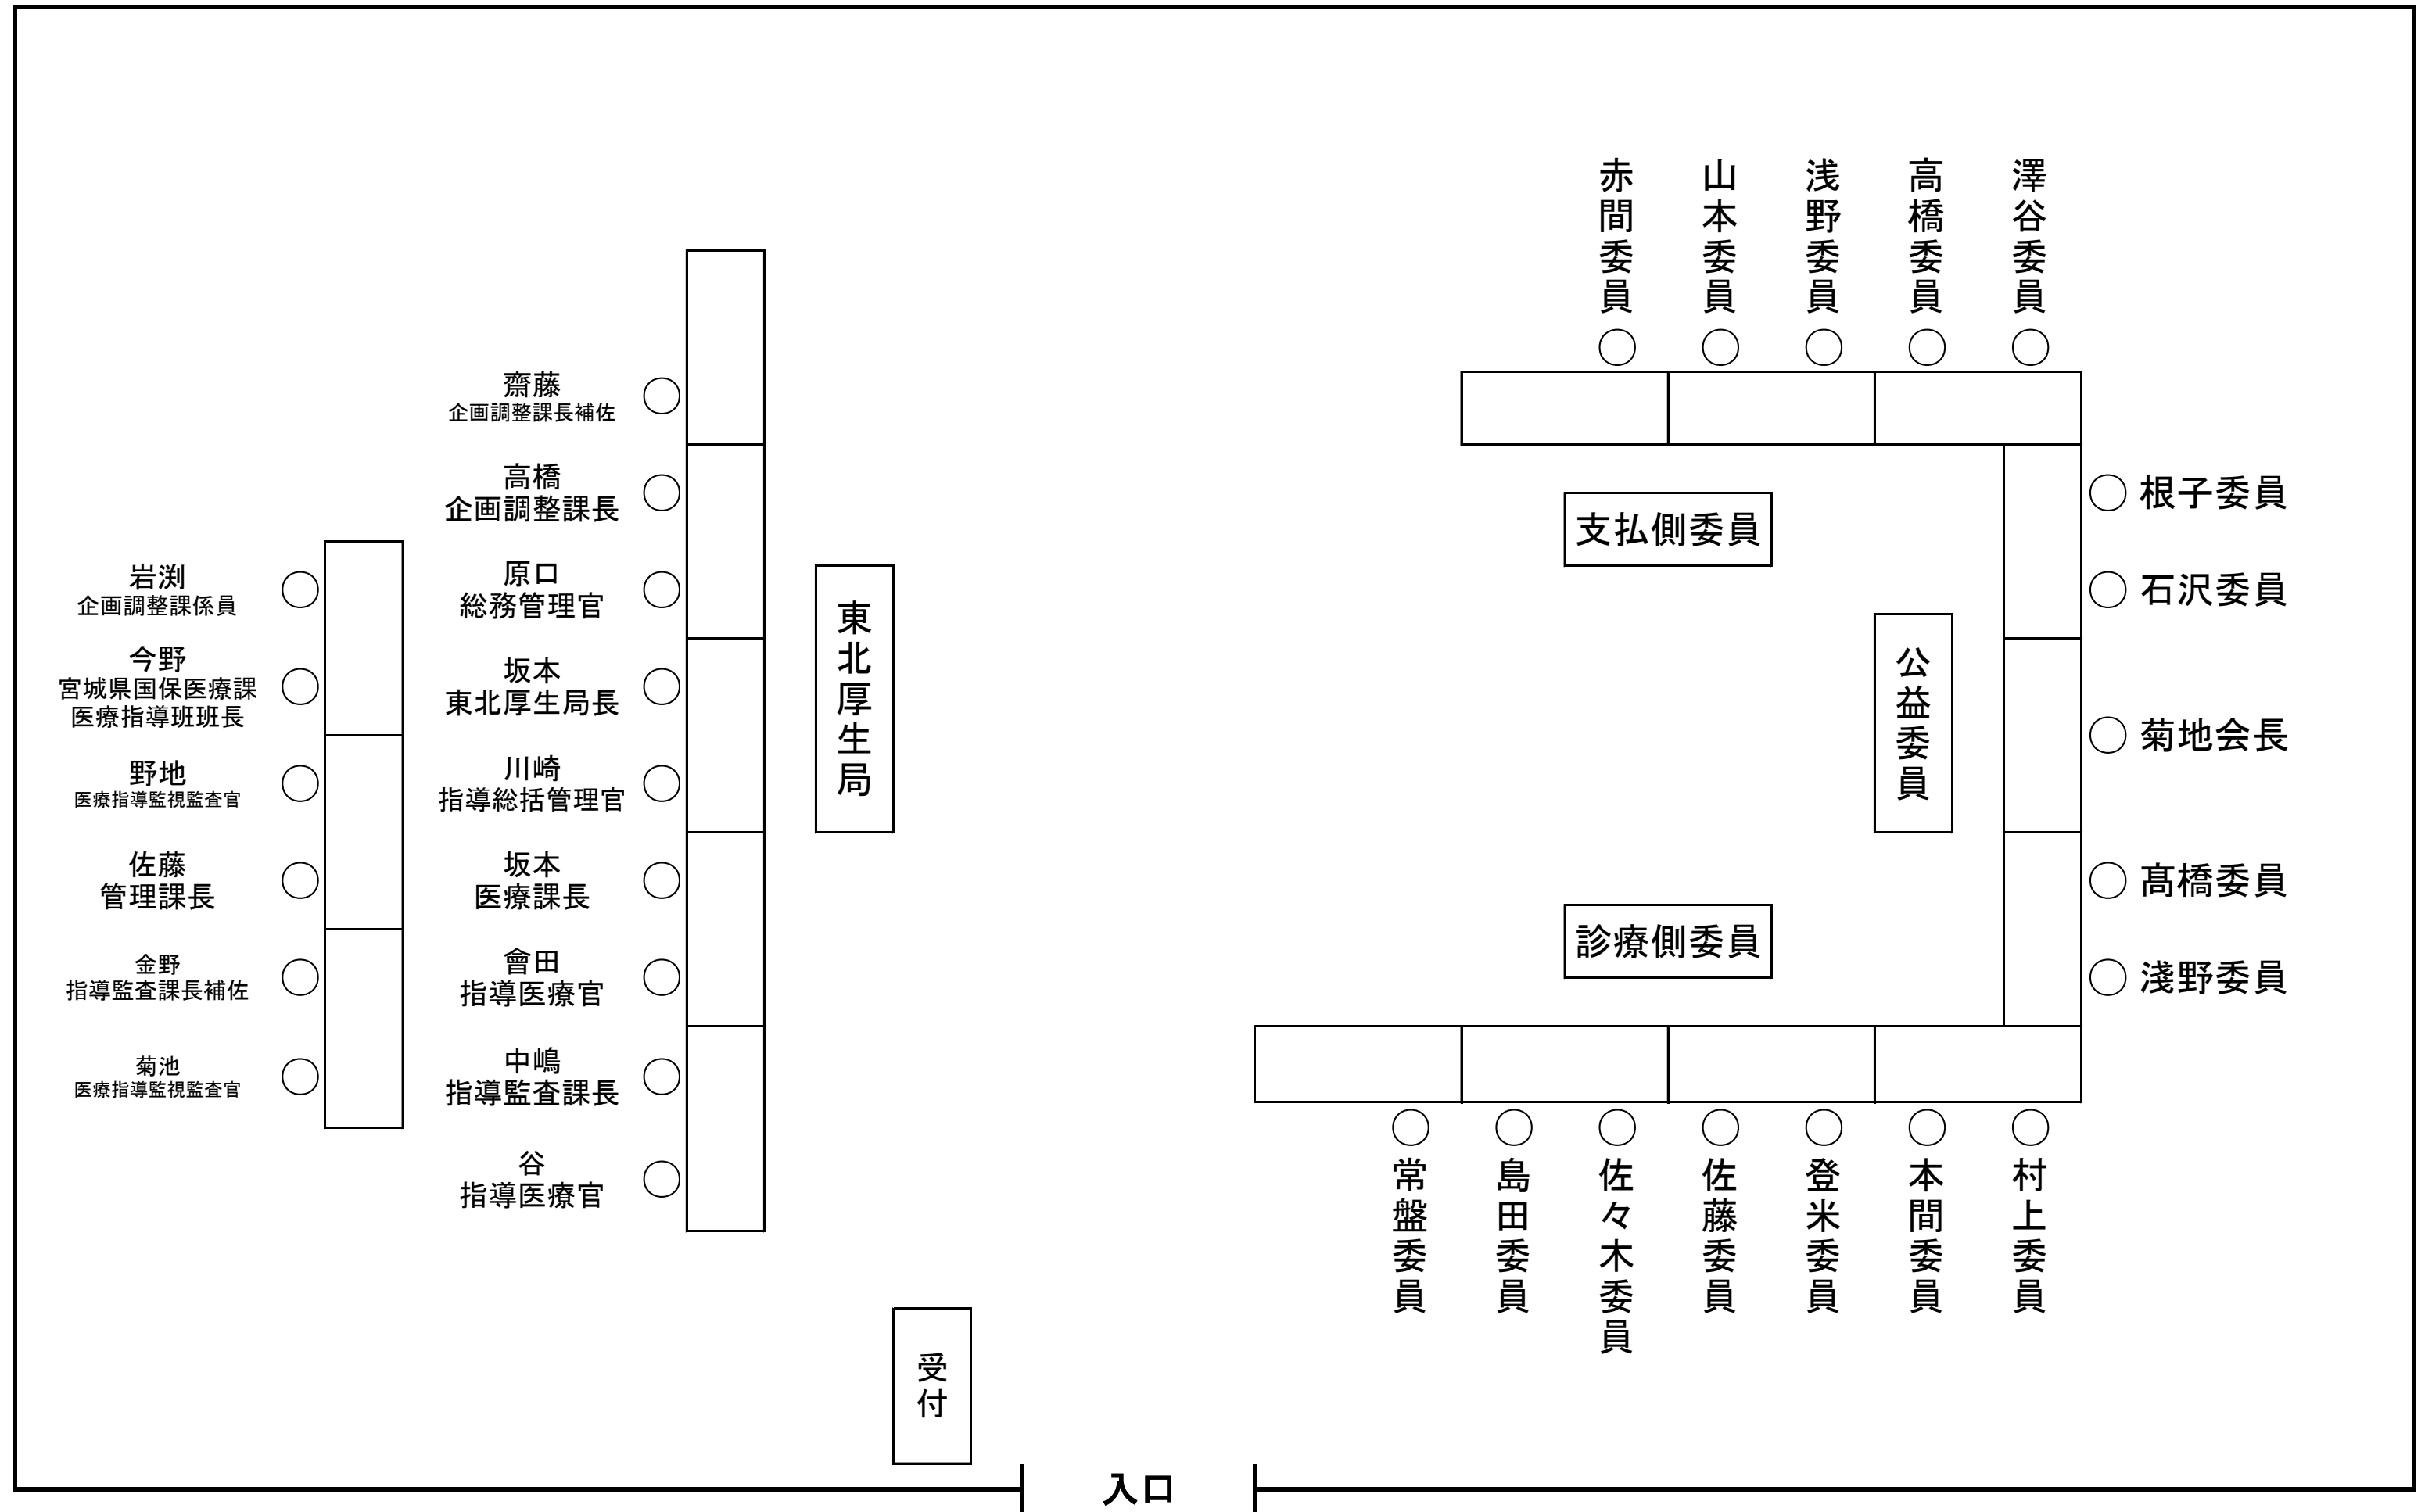 赤間委員
山本委員
浅野委員
高橋委員
澤谷委員
齋藤
企画調整課長補佐
高橋
企画調整課長
原口
総務管理官
坂本
東北厚生局長
川崎
指導総括管理官
坂本
医療課長
會田
指導医療官
中嶋
指導監査課長
谷
指導医療官
岩渕
企画調整課係員
今野
宮城県国保医療課
医療指導班班長
野地
医療指導監視監査官
佐藤
管理課長
金野
指導監査課長補佐
菊池
医療指導監視監査官
東北厚生局
支払側委員
公益委員
診療側委員
根子委員
石沢委員
菊地会長
髙橋委員
淺野委員
常盤委員
島田委員
佐々木委員
佐藤委員
登米委員
本間委員
村上委員
受付
入口